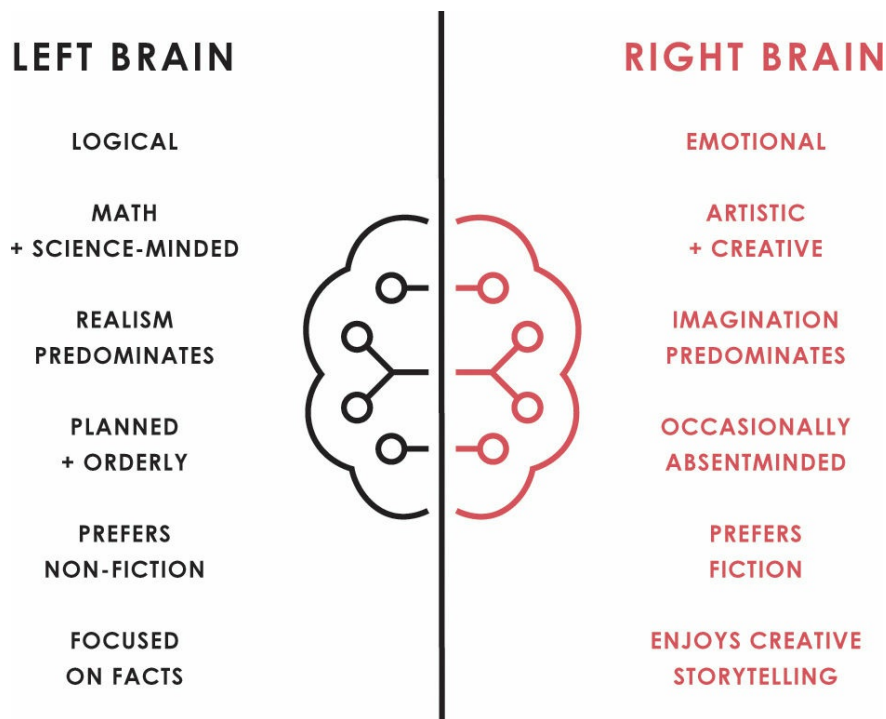 LEFT BRAIN
LOGICAL
MATH
+ SCIENCE-MINDED
REALISM
PREDOMINATES
PLANNED
+ ORDERLY
PREFERS
NON-FICTION
FOCUSED
ON FACTS
RIGHT BRAIN
EMOTIONAL
ARTISTIC
+ CREATIVE
IMAGINATION
PREDOMINATES
OCCASIONALLY
ABSENTMINDED
PREFERS
FICTION
ENJOYS CREATIVE
STORYTELLING